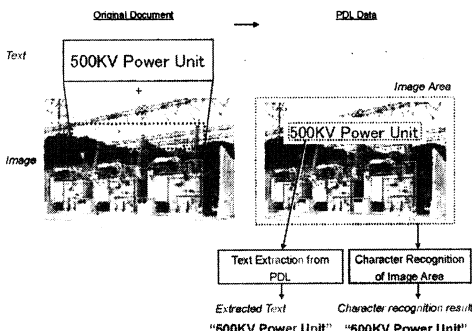 Original Document
PDL Data
Text
500KV Power Unit
+
Image Area
Image
500KV Power Unit
Text Extraction from
PDL
Character Recognition
of Image Area
Extracted Text
Character recognition result
"500KV Power Unit"
"500KV Power Unit"